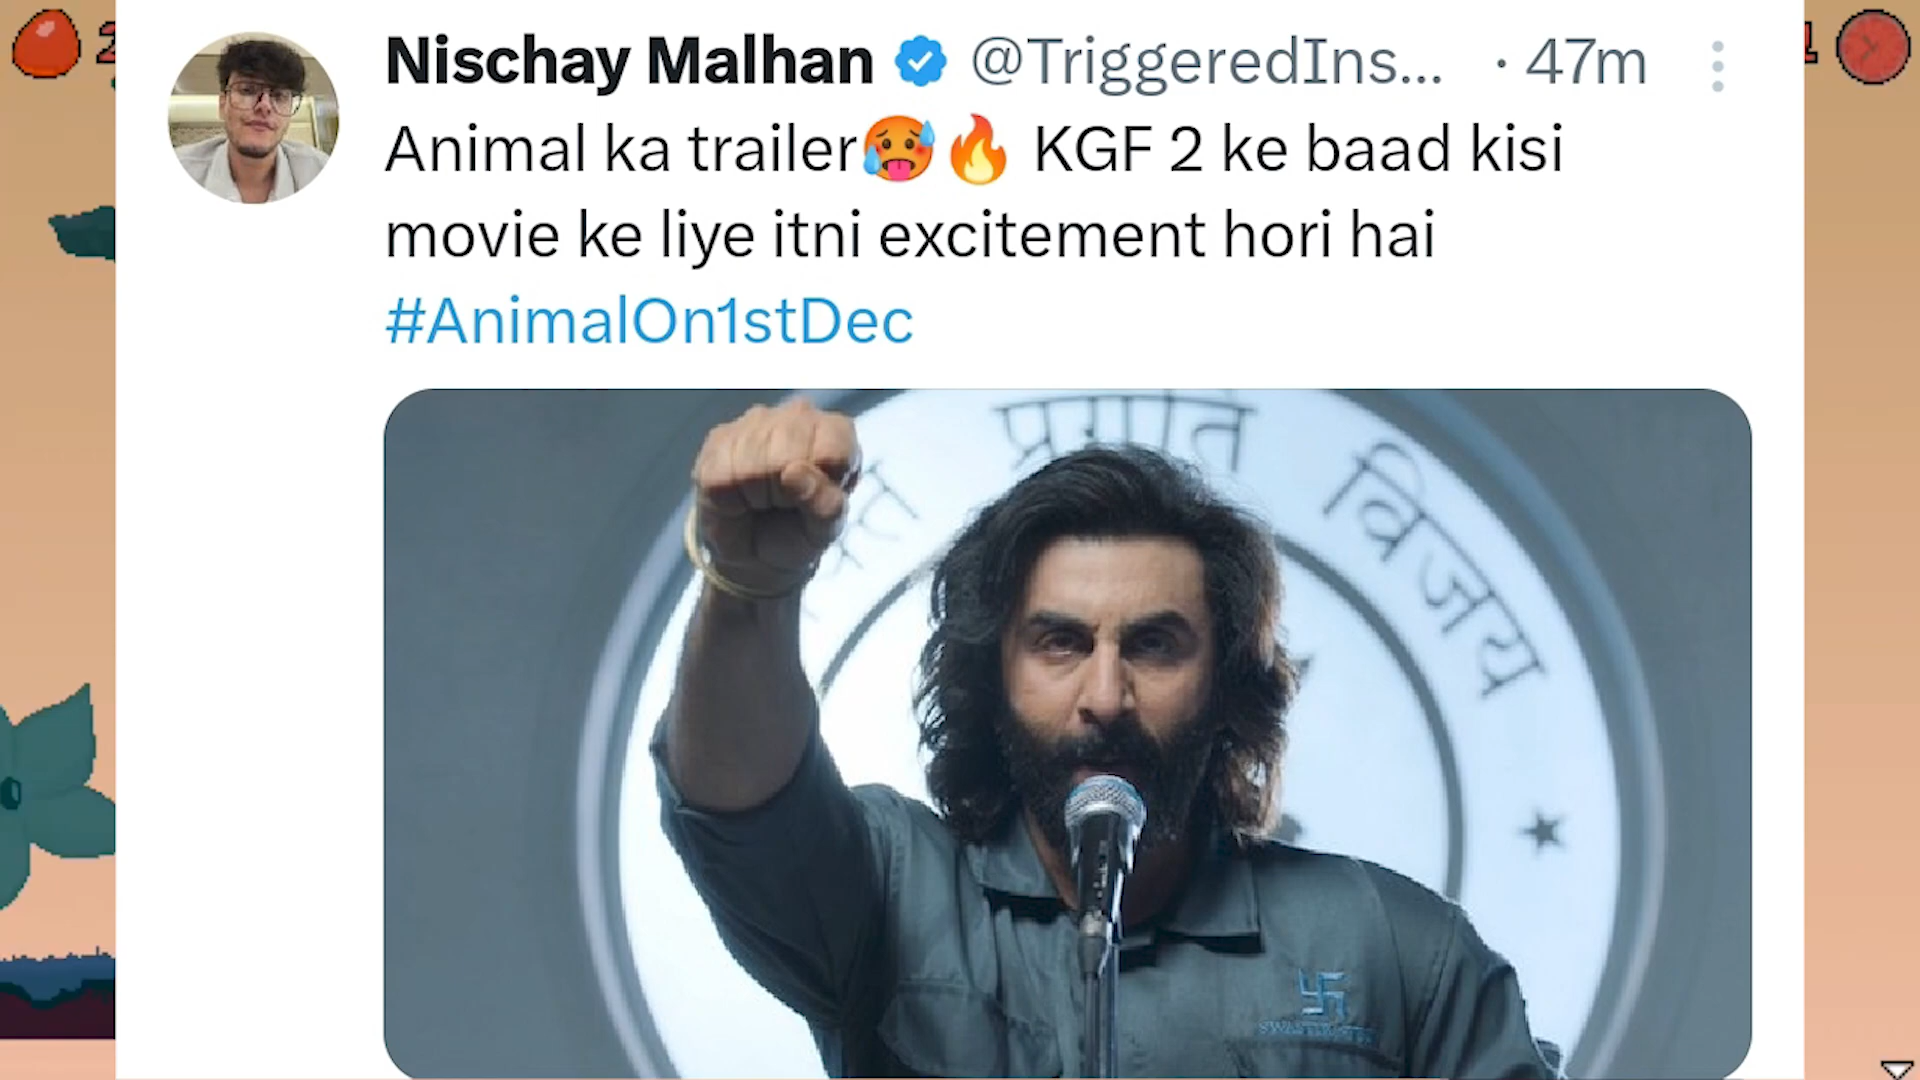 Nischay Malhan @TriggeredIns... · 47m
Animal ka trailer🥵🔥 KGF 2 ke baad kisi
movie ke liye itni excitement hori hai
#AnimalOn1stDec
प्रगति
विजय